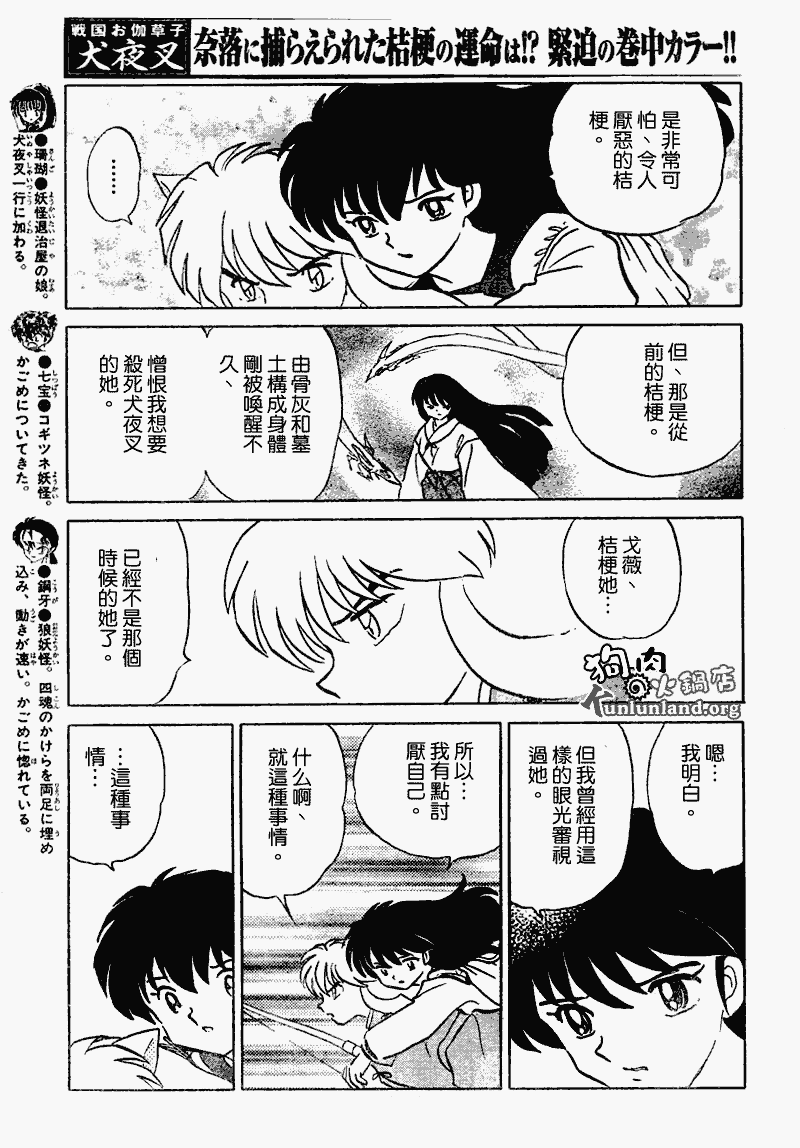 戦国お伽草子
犬夜叉
奈落に捕らえられた桔梗の運命は!? 緊迫の巻中カラー!!
●珊瑚●妖怪退治屋の娘。
犬夜叉一行に加わる。
●七宝●コギツネ妖怪。
かごめについてきた。
●鋼牙●狼妖怪。四魂のかけらを両足に埋め
込み、動きが速い。かごめに惚れている。
是非常可
怕、令人
厭惡的桔
梗。
……
但、那是從
前的桔梗。
由骨灰和墓
土構成身體
剛被喚醒不
久、
憎恨我想要
殺死犬夜叉
的她。
戈薇、
桔梗她…
已經不是那個
時候的她了。
狗肉
火鍋店
Kunlunland.org
嗯…
我明白。
但我曾經用這
樣的眼光審視
過她。
所以…
我有點討
厭自己。
什么啊、
就這種事情。
…這種事
情…